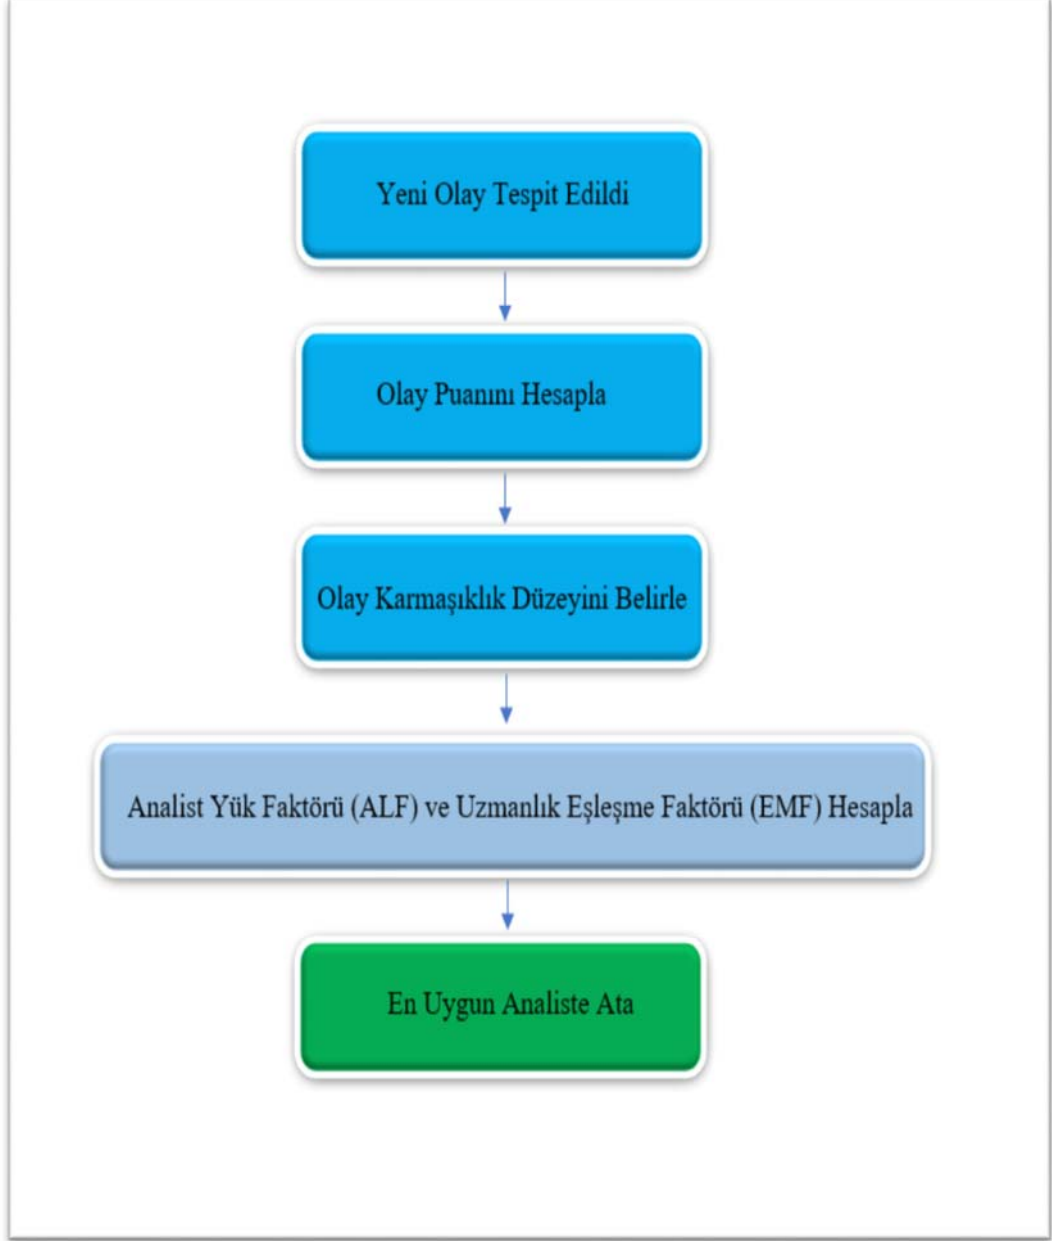 Yeni Olay Tespit Edildi
Olay Puanını Hesapla
Olay Karmaşıklık Düzeyini Belirle
Analist Yük Faktörü (ALF) ve Uzmanlık Eşleşme Faktörü (EMF) Hesapla
En Uygun Analiste Ata